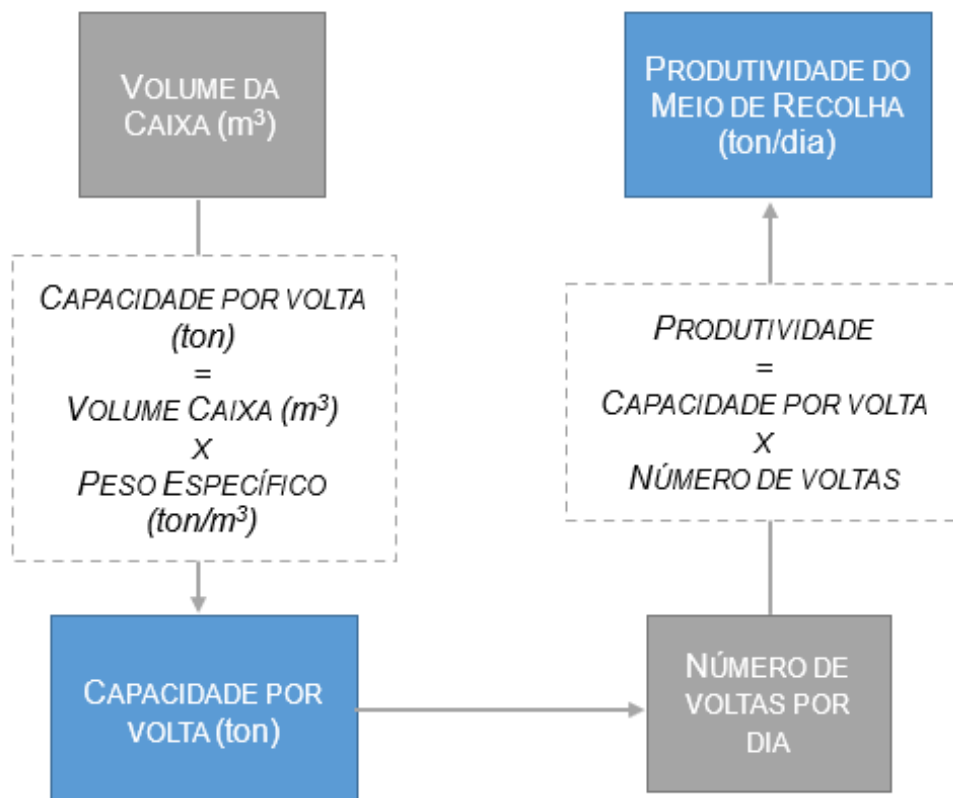 VOLUME DA
CAIXA (m³)
CAPACIDADE POR VOLTA
(ton)
=
VOLUME CAIXA (m³)
X
PESO ESPECÍFICO
(ton/m³)
CAPACIDADE POR
VOLTA (ton)
NÚMERO DE
VOLTAS POR
DIA
PRODUTIVIDADE
=
CAPACIDADE POR VOLTA
X
NÚMERO DE VOLTAS
PRODUTIVIDADE DO
MEIO DE RECOLHA
(ton/dia)